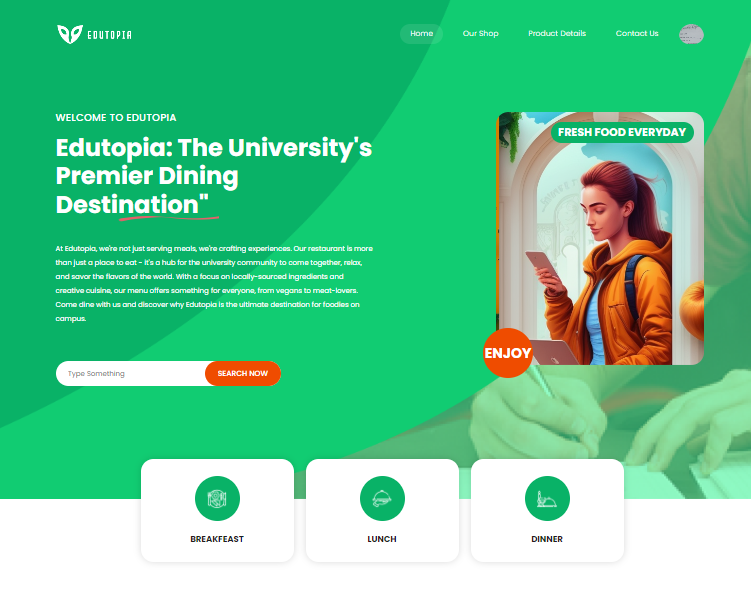 EDUTOPIA
Home
Our Shop
Product Details
Contact Us
WELCOME TO EDUTOPIA
Edutopia: The University's
Premier Dining
Destination"
At Edutopia, we're not just serving meals, we're crafting experiences. Our restaurant is more
than just a place to eat - it's a hub for the university community to come together, relax,
and savor the flavors of the world. With a focus on locally-sourced ingredients and
creative cuisine, our menu offers something for everyone, from vegans to meat-lovers.
Come dine with us and discover why Edutopia is the ultimate destination for foodies on
campus.
Type Something
SEARCH NOW
FRESH FOOD EVERYDAY
ENJOY
BREAKFEAST
LUNCH
DINNER